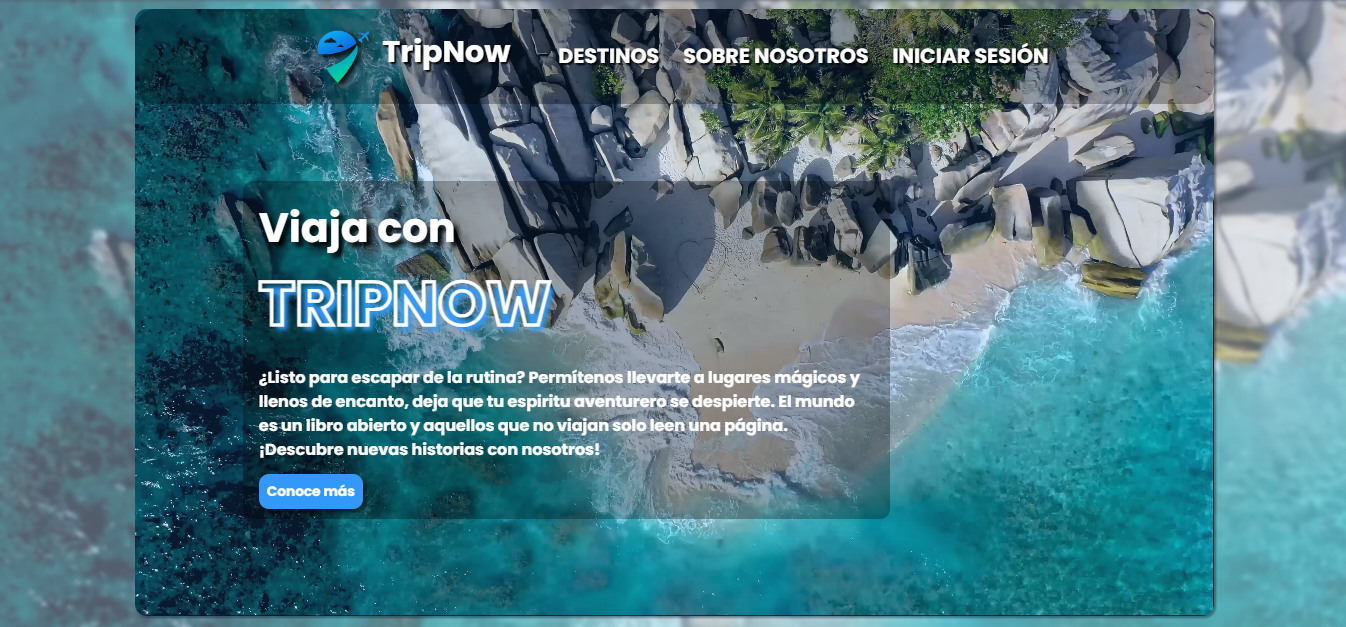 TripNow
DESTINOS SOBRE NOSOTROS INICIAR SESIÓN
Viaja con
TRIPNOW
¿Listo para escapar de la rutina? Permítenos llevarte a lugares mágicos y
llenos de encanto, deja que tu espiritu aventurero se despierte. El mundo
es un libro abierto y aquellos que no viajan solo leen una página.
¡Descubre nuevas historias con nosotros!
Conoce más